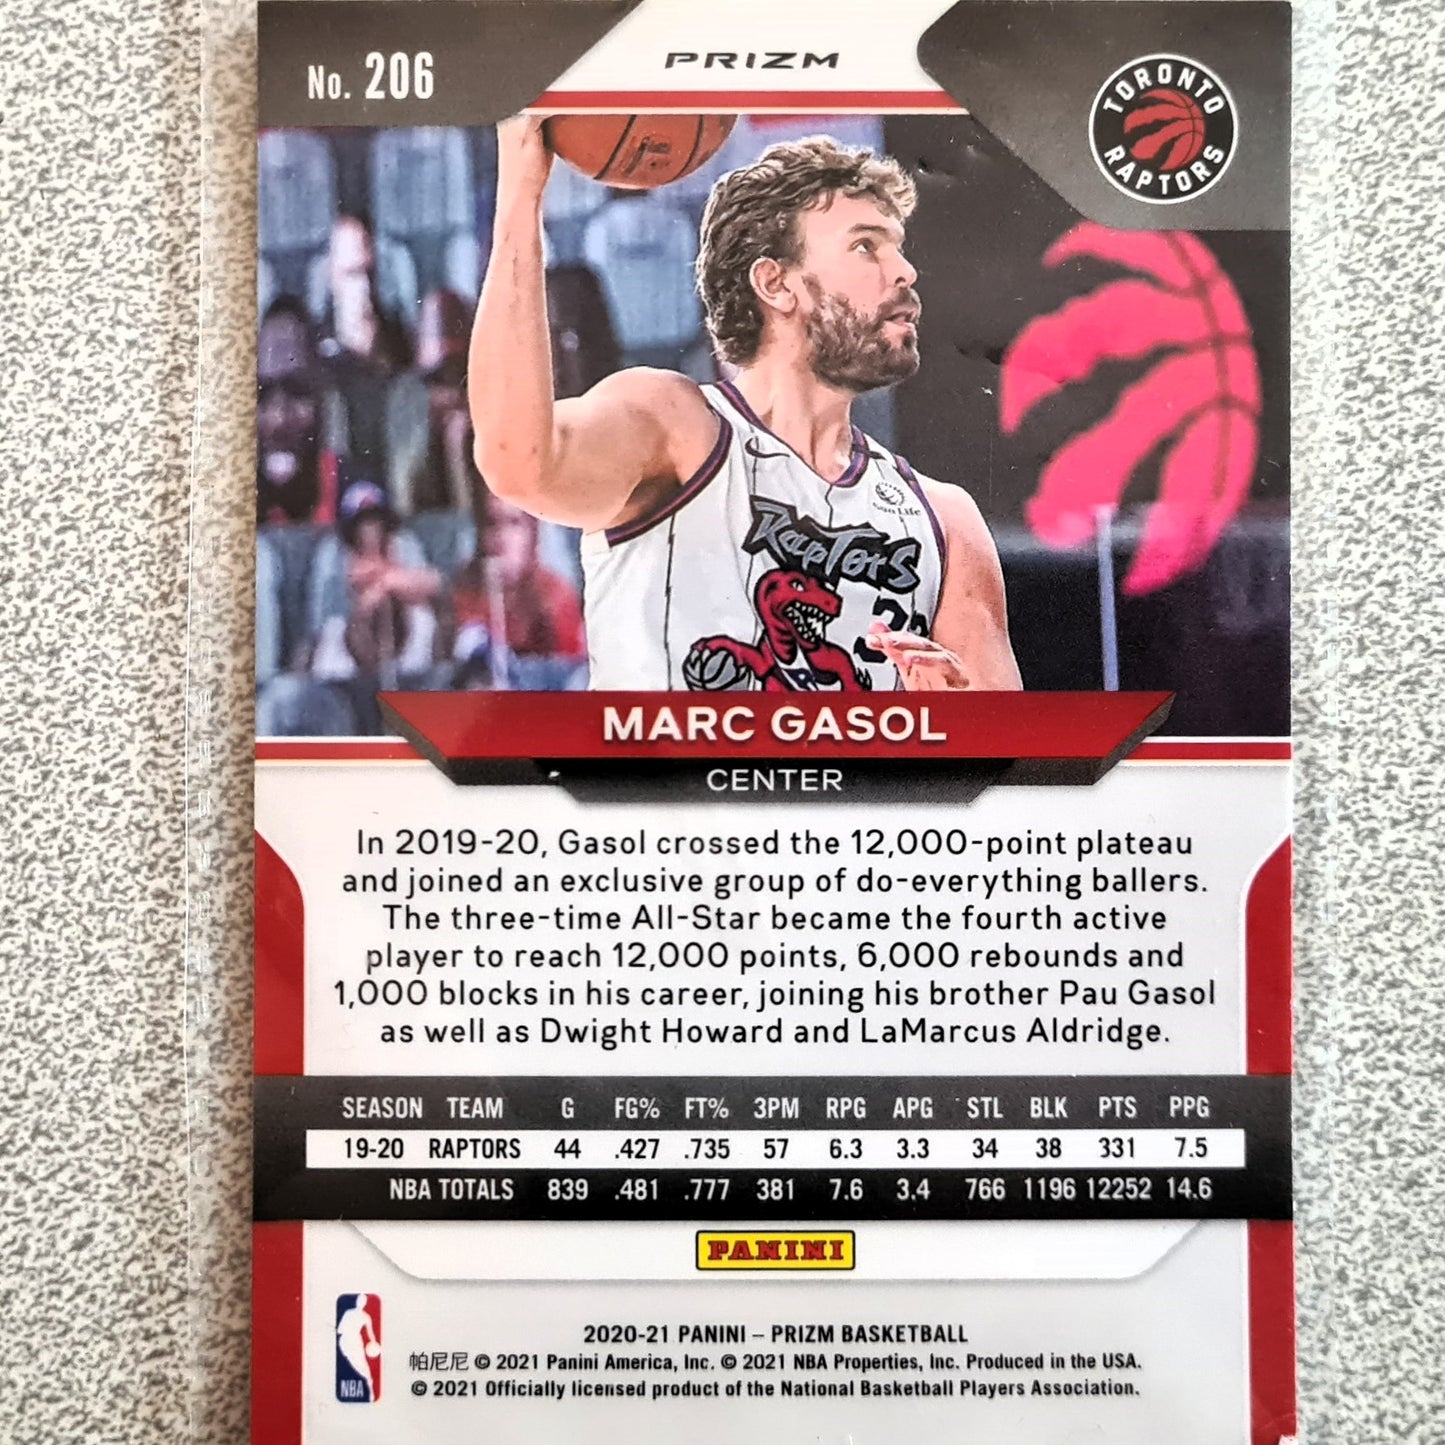 No. 206
PRIZM
TORONTO
RAPTORS
Sun Life
RAPTORS
MARC GASOL
CENTER
In 2019-20, Gasol crossed the 12,000-point plateau
and joined an exclusive group of do-everything ballers.
The three-time All-Star became the fourth active
player to reach 12,000 points, 6,000 rebounds and
1,000 blocks in his career, joining his brother Pau Gasol
as well as Dwight Howard and LaMarcus Aldridge.
SEASON TEAM G FG% FT% 3PM RPG APG STL BLK PTS PPG
19-20 RAPTORS 44 .427 .735 57 6.3 3.3 34 38 331 7.5
NBA TOTALS 839 .481 .777 381 7.6 3.4 766 1196 12252 14.6
PANINI
NBA
2020-21 PANINI – PRIZM BASKETBALL
帕尼尼 © 2021 Panini America, Inc. © 2021 NBA Properties, Inc. Produced in the USA.
© 2021 Officially licensed product of the National Basketball Players Association.